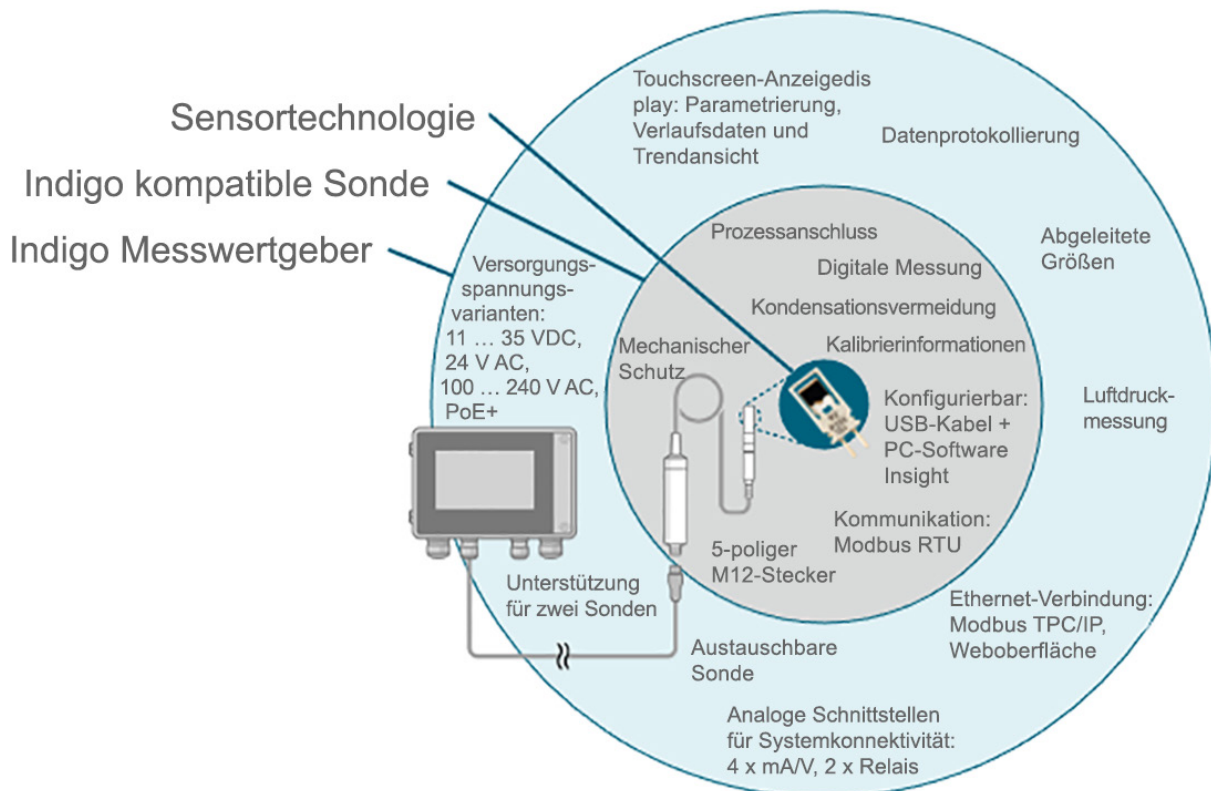 Touchscreen-Anzeigedis
play: Parametrierung,
Verlaufsdaten und
Trendansicht
Datenprotokollierung
Sensortechnologie
Indigo kompatible Sonde
Indigo Messwertgeber
Prozessanschluss
Digitale Messung
Abgeleitete
Größen
Versorgungs-
spannungs-
varianten:
11 ... 35 VDC,
24 V AC,
100 ... 240 V AC,
PoE+
Kondensationsvermeidung
Mechanischer
Schutz
Kalibrierinformationen
Konfigurierbar:
USB-Kabel +
PC-Software
Insight
Luftdruck-
messung
Kommunikation:
Modbus RTU
5-poliger
M12-Stecker
Unterstützung
für zwei Sonden
Ethernet-Verbindung:
Modbus TPC/IP,
Weboberfläche
Austauschbare
Sonde
Analoge Schnittstellen
für Systemkonnektivität:
4 x mA/V, 2 x Relais